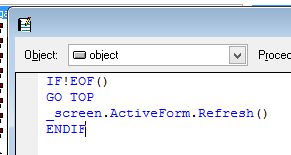 Object:
object
Proced
IF!EOF()
GO TOP
_screen.ActiveForm.Refresh()
ENDIF